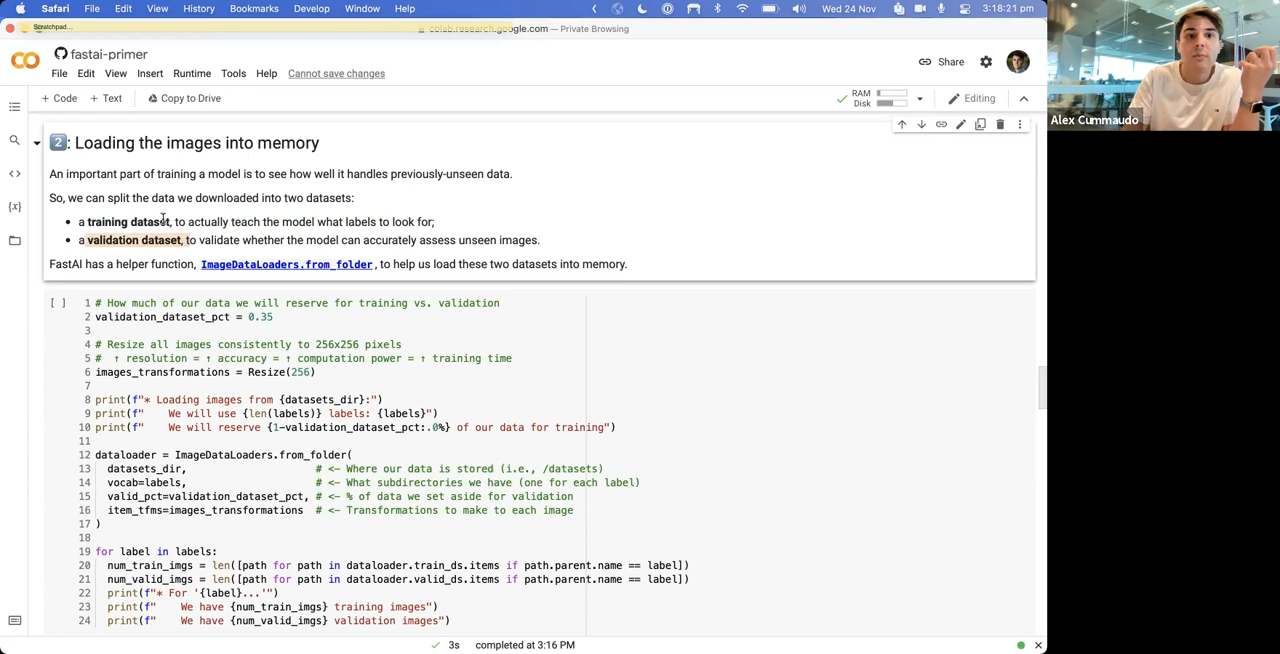 Safari File Edit View History Bookmarks Develop Window Help Wed 24 Nov 3:18:21 pm
Scratchpad...
colab.research.google.com — Private Browsing
fastai-primer
Share
File Edit View Insert Runtime Tools Help Cannot save changes
+ Code + Text Copy to Drive
RAM
Disk
Editing
Alex Cummaudo
2: Loading the images into memory
An important part of training a model is to see how well it handles previously-unseen data.
So, we can split the data we downloaded into two datasets:
• a training dataset, to actually teach the model what labels to look for;
• a validation dataset, to validate whether the model can accurately assess unseen images.
FastAI has a helper function, ImageDataLoaders.from_folder, to help us load these two datasets into memory.
[ ] 1 # How much of our data we will reserve for training vs. validation
2 validation_dataset_pct = 0.35
3
4 # Resize all images consistently to 256x256 pixels
5 #  ↑ resolution = ↑ accuracy = ↑ computation power = ↑ training time
6 images_transformations = Resize(256)
7
8 print(f"* Loading images from {datasets_dir}:")
9 print(f"    We will use {len(labels)} labels: {labels}")
10 print(f"    We will reserve {1-validation_dataset_pct:.0%} of our data for training")
11
12 dataloader = ImageDataLoaders.from_folder(
13   datasets_dir,                     # <- Where our data is stored (i.e., /datasets)
14   vocab=labels,                     # <- What subdirectories we have (one for each label)
15   valid_pct=validation_dataset_pct, # <- % of data we set aside for validation
16   item_tfms=images_transformations  # <- Transformations to make to each image
17 )
18
19 for label in labels:
20   num_train_imgs = len([path for path in dataloader.train_ds.items if path.parent.name == label])
21   num_valid_imgs = len([path for path in dataloader.valid_ds.items if path.parent.name == label])
22   print(f"* For '{label}...'")
23   print(f"    We have {num_train_imgs} training images")
24   print(f"    We have {num_valid_imgs} validation images")
3s completed at 3:16 PM